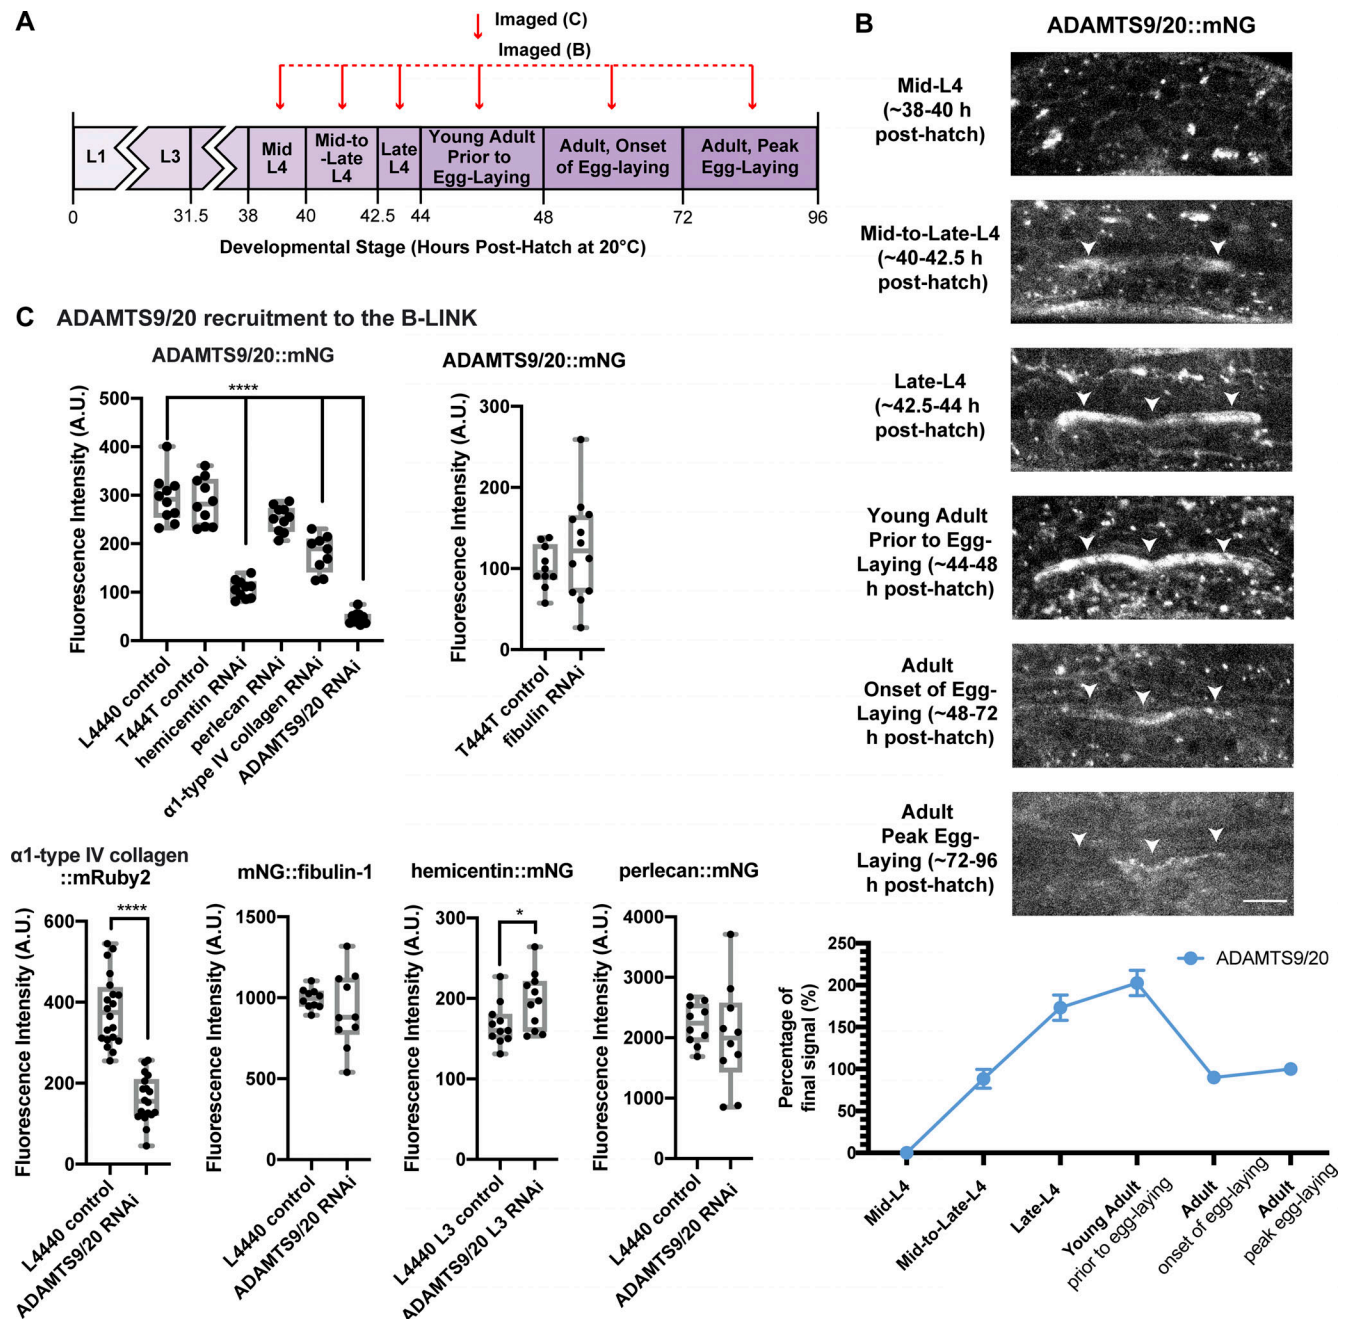 A
Imaged (C)
Imaged (B)
L1
L3
Mid
L4
Mid-to
-Late
L4
Late
L4
Young Adult
Prior to
Egg-Laying
Adult, Onset
of Egg-laying
Adult, Peak
Egg-Laying
0
31.5
38
40
42.5
44
48
72
96
Developmental Stage (Hours Post-Hatch at 20°C)
B
ADAMTS9/20::mNG
Mid-L4
(~38-40 h
post-hatch)
Mid-to-Late-L4
(~40-42.5 h
post-hatch)
Late-L4
(~42.5-44 h
post-hatch)
Young Adult
Prior to Egg-
Laying (~44-48
h post-hatch)
Adult
Onset of Egg-
Laying (~48-72
h post-hatch)
Adult
Peak Egg-
Laying (~72-96
h post-hatch)
Percentage of
final signal (%)
250
200
150
100
50
0
ADAMTS9/20
Mid-L4
Mid-to-Late-L4
Late-L4
Young Adult
prior to egg-laying
Adult
onset of egg-laying
Adult
peak egg-laying
C
ADAMTS9/20 recruitment to the B-LINK
ADAMTS9/20::mNG
Fluorescence Intensity (A.U.)
500
400
300
200
100
0
****
L4440 control
T444T control
hemicentin RNAi
perlecan RNAi
α1-type IV collagen RNAi
ADAMTS9/20 RNAi
ADAMTS9/20::mNG
Fluorescence Intensity (A.U.)
300
200
100
0
T444T control
fibulin RNAi
α1-type IV collagen
::mRuby2
Fluorescence Intensity (A.U.)
600
400
200
0
****
L4440 control
ADAMTS9/20 RNAi
mNG::fibulin-1
Fluorescence Intensity (A.U.)
1500
1000
500
0
L4440 control
ADAMTS9/20 RNAi
hemicentin::mNG
Fluorescence Intensity (A.U.)
300
200
100
0
*
L4440 L3 control
ADAMTS9/20 L3 RNAi
perlecan::mNG
Fluorescence Intensity (A.U.)
4000
3000
2000
1000
0
L4440 control
ADAMTS9/20 RNAi